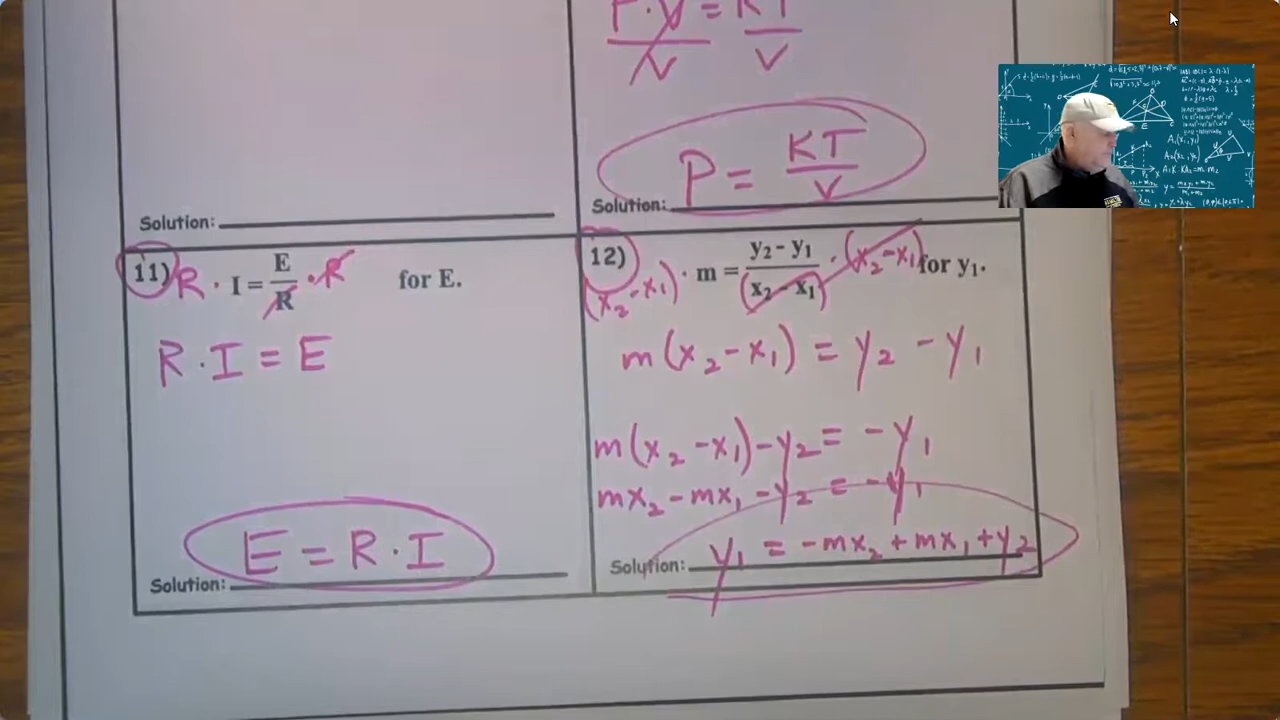 P·V = KT
V V
P = KT
V
Solution:
Solution:
11) R · I = E · R for E.
R
R·I = E
E = R·I
Solution:
12) (x₂-x₁) · m = y₂ - y₁ · (x₂-x₁) for y₁.
(x₂ - x₁)
m(x₂-x₁) = y₂ - y₁
m(x₂-x₁)-y₂ = -y₁
mx₂-mx₁-y₂ = -y₁
y₁ = -mx₂+mx₁+y₂
Solution: